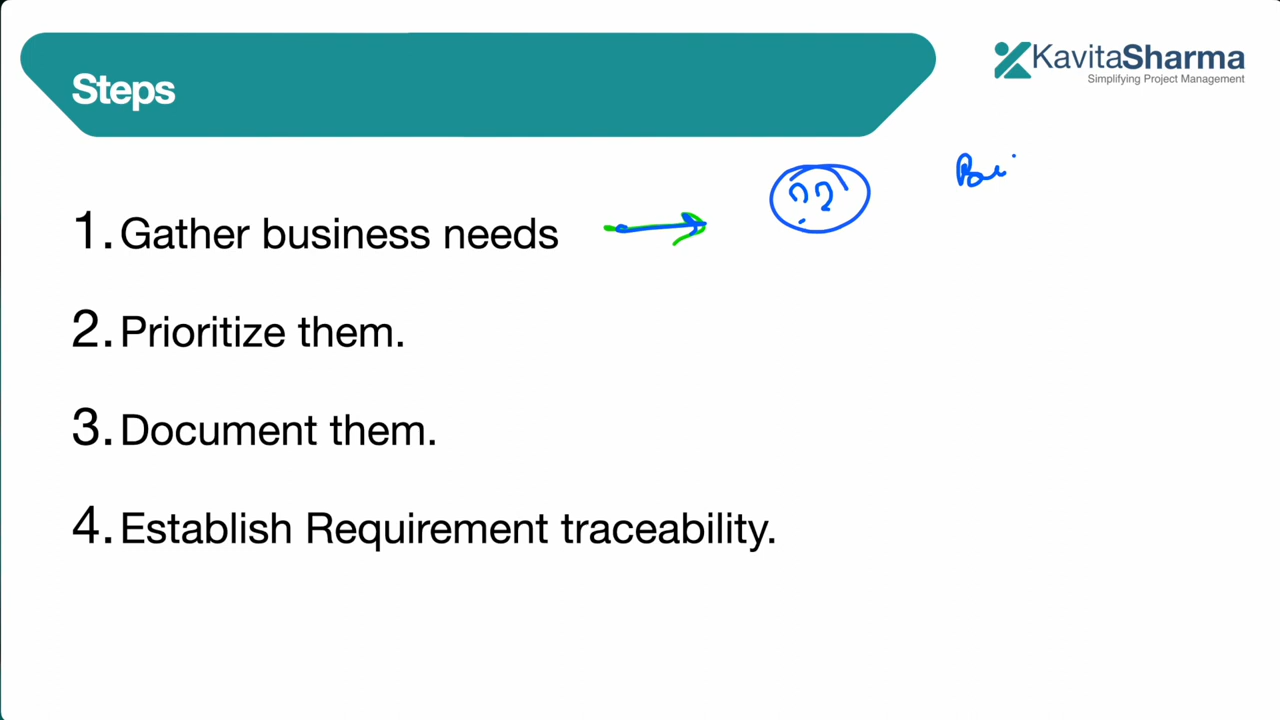 Steps
KavitaSharma
Simplifying Project Management
??
1. Gather business needs
2. Prioritize them.
3. Document them.
4. Establish Requirement traceability.